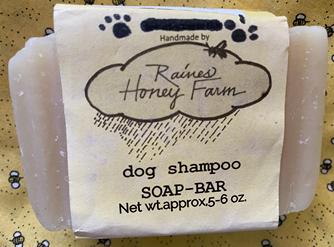 Handmade by
Raines
Honey Farm
dog shampoo
SOAP-BAR
Net wt.approx.5-6 oz.